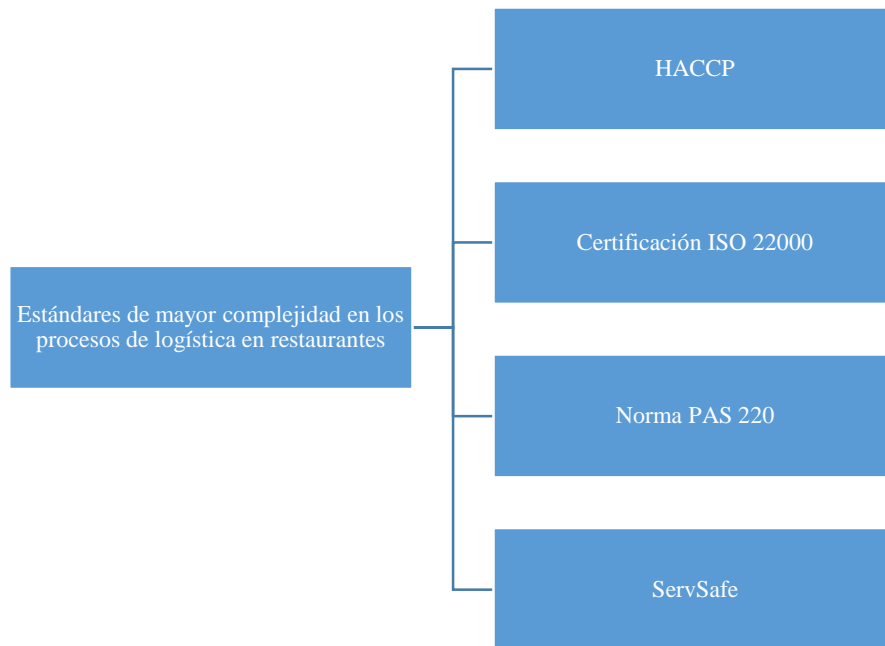 HACCP
Certificación ISO 22000
Estándares de mayor complejidad en los
procesos de logística en restaurantes
Norma PAS 220
ServSafe